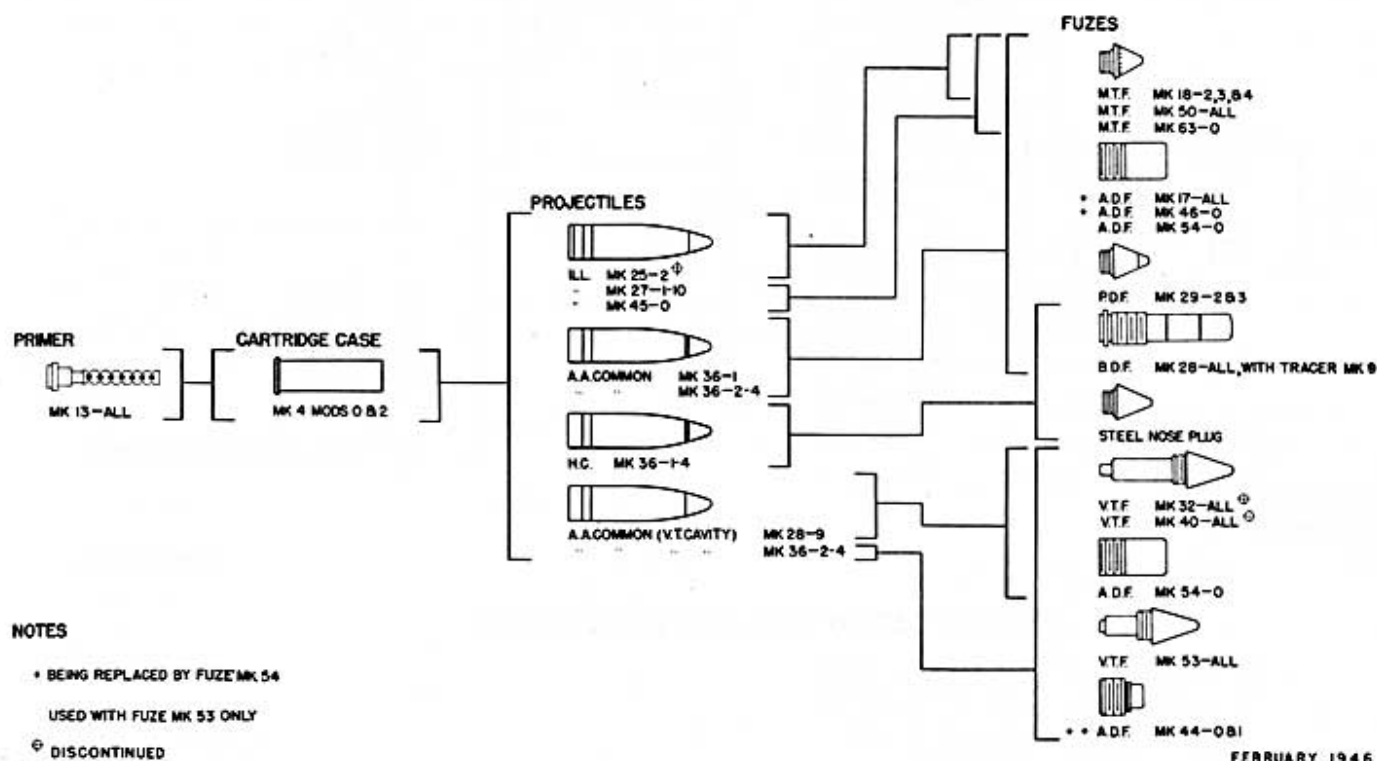 FUZES
M.T.F. MK 18-2,3,&4
M.T.F. MK 50-ALL
M.T.F. MK 63-0
* A.D.F. MK 17-ALL
* A.D.F. MK 46-0
A.D.F. MK 54-0
P.D.F. MK 29-2&3
B.D.F. MK 28-ALL, WITH TRACER MK 9
STEEL NOSE PLUG
V.T.F. MK 32-ALL ⊕
V.T.F. MK 40-ALL ⊖
A.D.F. MK 54-0
V.T.F. MK 53-ALL
* * A.D.F. MK 44-0&1
PROJECTILES
ILL. MK 25-2 ⊕
" MK 27-1-10
" MK 45-0
A.A.COMMON MK 36-1
" " MK 36-2-4
H.C. MK 36-1-4
A.A.COMMON (V.T.CAVITY) MK 28-9
" " " " MK 36-2-4
PRIMER
MK 13-ALL
CARTRIDGE CASE
MK 4 MODS 0 & 2
NOTES
* BEING REPLACED BY FUZE MK 54
USED WITH FUZE MK 53 ONLY
⊖ DISCONTINUED
FEBRUARY 1946